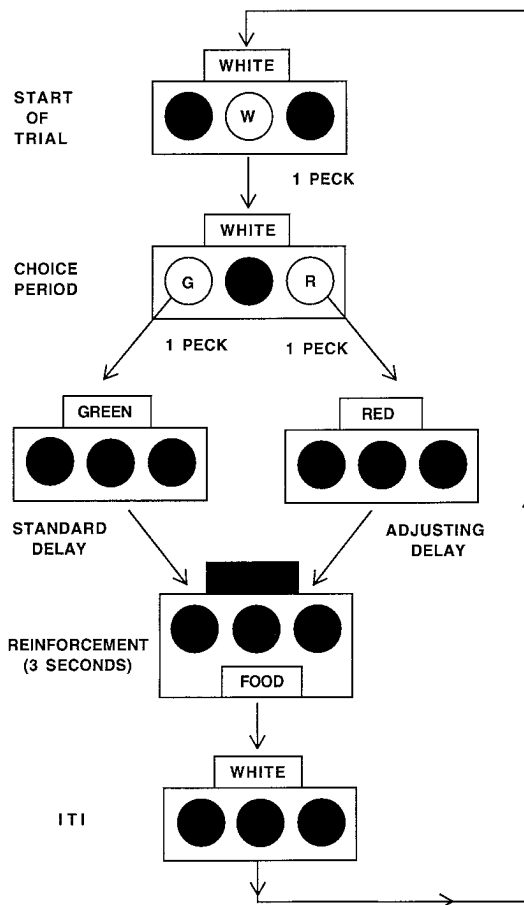 WHITE
START
OF
TRIAL
W
1 PECK
WHITE
CHOICE
PERIOD
G
R
1 PECK
1 PECK
GREEN
RED
STANDARD
DELAY
ADJUSTING
DELAY
REINFORCEMENT
(3 SECONDS)
FOOD
WHITE
ITI